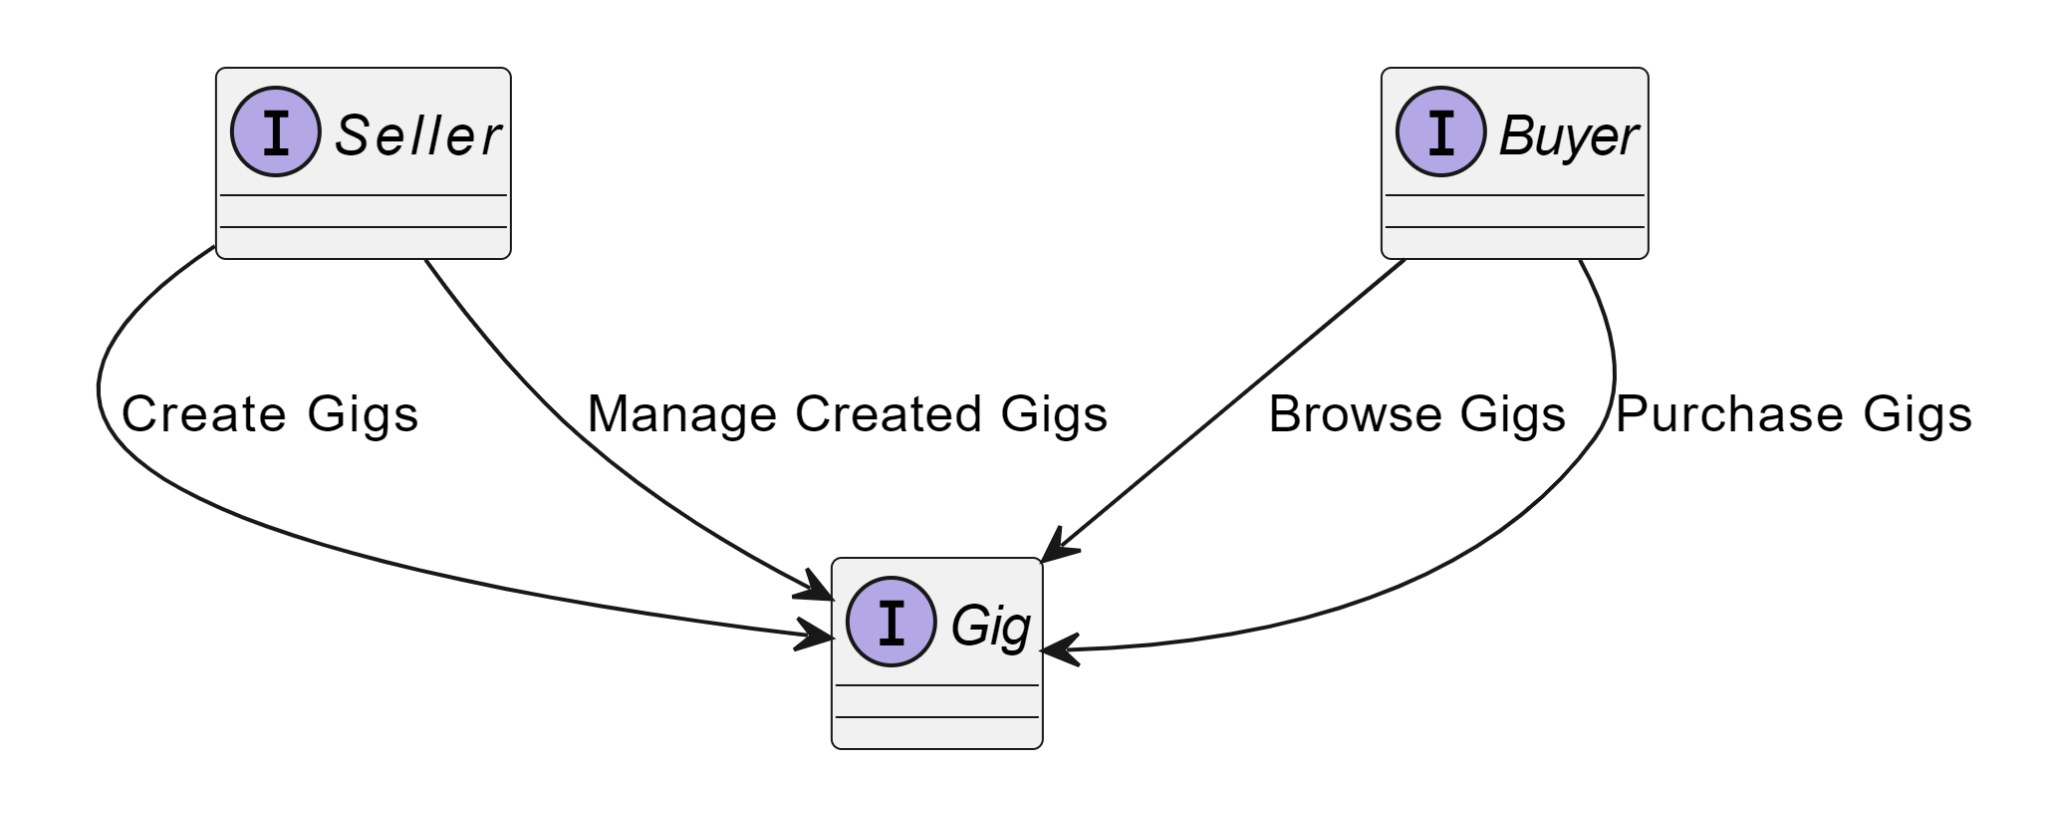 I Seller
I Buyer
Create Gigs
Manage Created Gigs
Browse Gigs
Purchase Gigs
I Gig